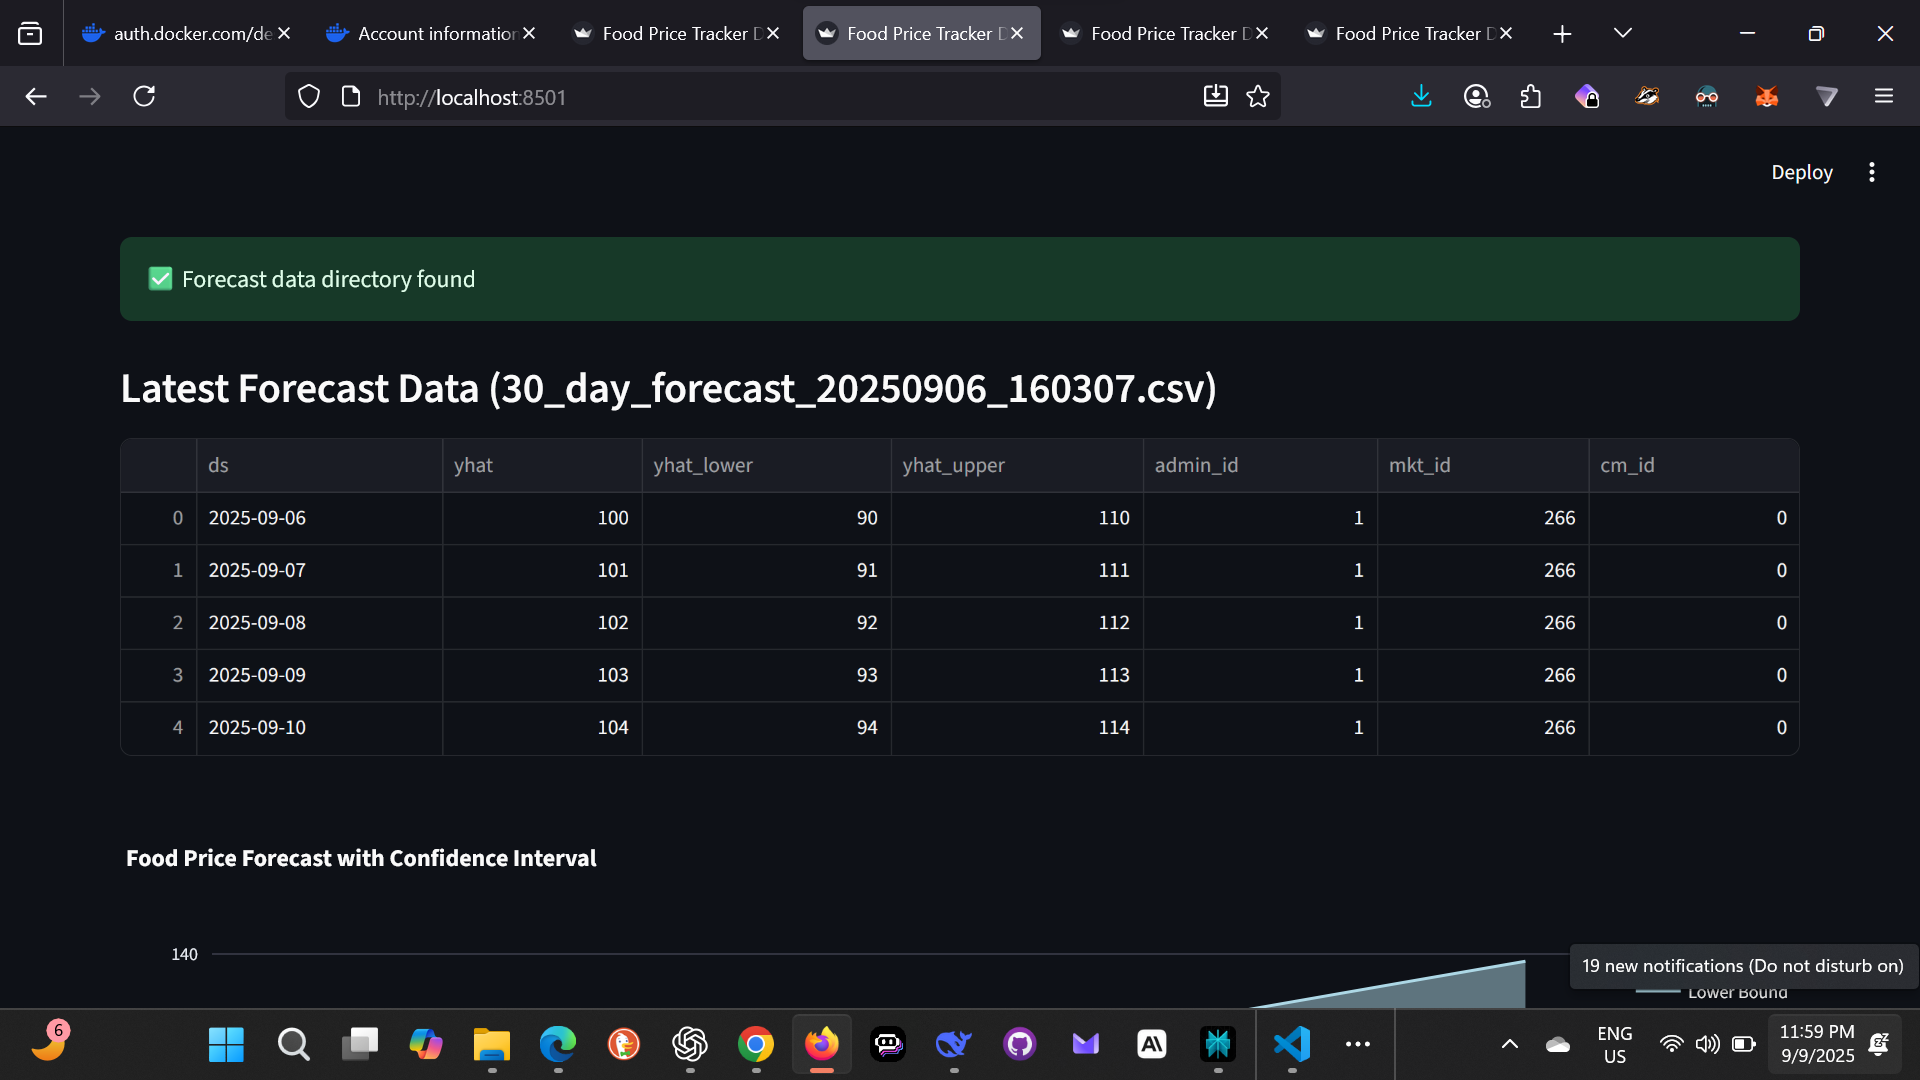 auth.docker.com/de
Account information
Food Price Tracker D
Food Price Tracker D
Food Price Tracker D
Food Price Tracker D
http://localhost:8501
Deploy
Forecast data directory found
Latest Forecast Data (30_day_forecast_20250906_160307.csv)
ds yhat yhat_lower yhat_upper admin_id mkt_id cm_id
0 2025-09-06 100 90 110 1 266 0
1 2025-09-07 101 91 111 1 266 0
2 2025-09-08 102 92 112 1 266 0
3 2025-09-09 103 93 113 1 266 0
4 2025-09-10 104 94 114 1 266 0
Food Price Forecast with Confidence Interval
140
19 new notifications (Do not disturb on)
Lower Bound
6
AI
ENG
US
11:59 PM
9/9/2025